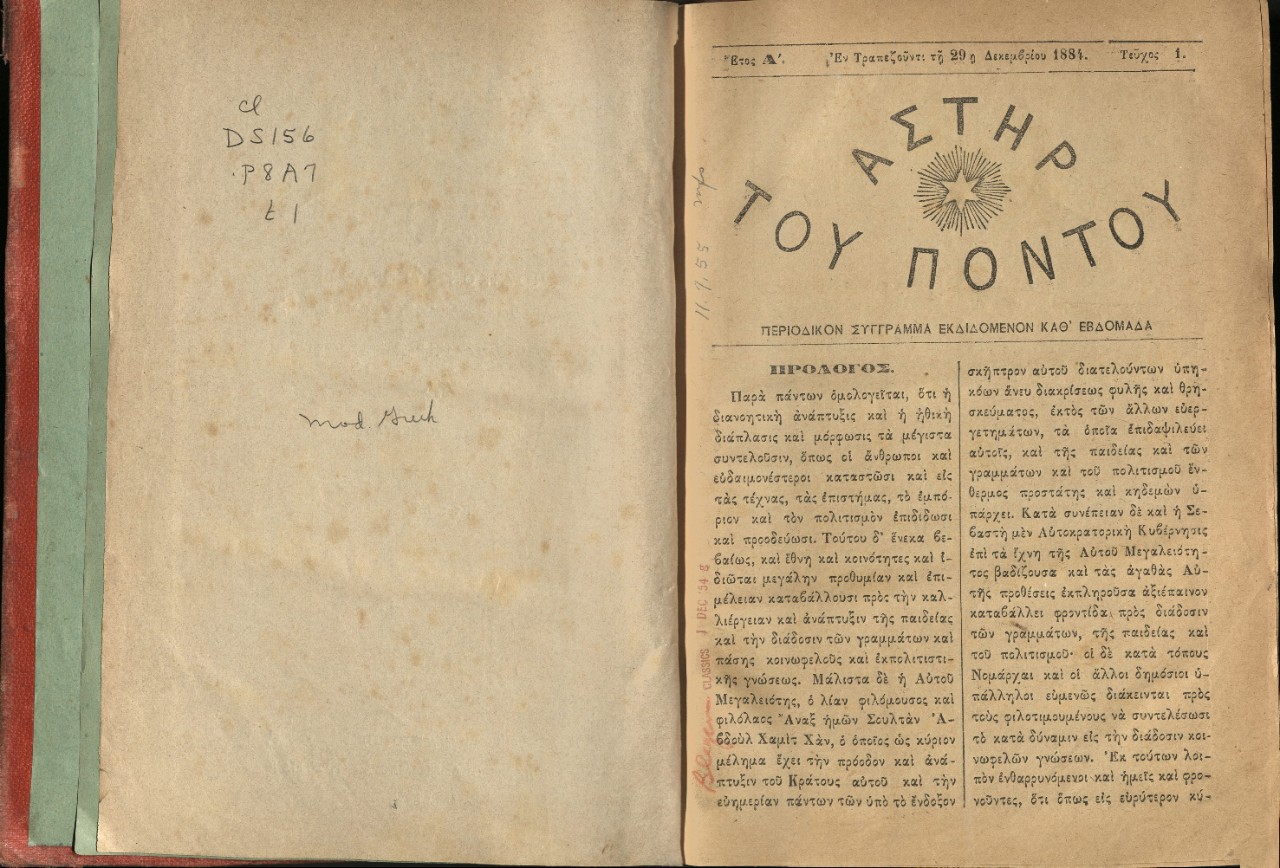 cl
DS156
.P8A7
t 1
Mod. Greek
Ἔτος Α΄. Ἐν Τραπεζοῦντι τῇ 29 ῃ Δεκεμβρίου 1884. Τεῦχος 1.
ΑΣΤΗΡ
ΤΟΥ ΠΟΝΤΟΥ
ΠΕΡΙΟΔΙΚΟΝ ΣΥΓΓΡΑΜΜΑ ΕΚΔΙΔΟΜΕΝΟΝ ΚΑΘ' ΕΒΔΟΜΑΔΑ
11.7.55
CLASSICS 1 DEC '54
ΠΡΟΛΟΓΟΣ.
Παρὰ πάντων ὁμολογεῖται, ὅτι ἡ
διανοητικὴ ἀνάπτυξις καὶ ἡ ἠθικὴ
διάπλασις καὶ μόρφωσις τὰ μέγιστα
συντελοῦσιν, ὅπως οἱ ἄνθρωποι καὶ
εὐδαιμονέστεροι καταστῶσι καὶ εἰς
τὰς τέχνας, τὰς ἐπιστήμας, τὸ ἐμπό-
ριον καὶ τὸν πολιτισμὸν ἐπιδίδωσι
καὶ προοδεύωσι. Τούτου δ' ἕνεκα βε-
βαίως, καὶ ἔθνη καὶ κοινότητες καὶ ἰ-
διῶται μεγάλην προθυμίαν καὶ ἐπι-
μέλειαν καταβάλλουσι πρὸς τὴν καλ-
λιέργειαν καὶ ἀνάπτυξιν τῆς παιδείας
καὶ τὴν διάδοσιν τῶν γραμμάτων καὶ
πάσης κοινωφελοῦς καὶ ἐκπολιτιστι-
κῆς γνώσεως. Μάλιστα δὲ ἡ Αὐτοῦ
Μεγαλειότης, ὁ λίαν φιλόμουσος καὶ
φιλόλαος Ἄναξ ἡμῶν Σουλτὰν Ἀ-
βδοὺλ Χαμὶτ Χὰν, ὁ ὁποῖος ὡς κύριον
μέλημα ἔχει τὴν πρόοδον καὶ ἀνά-
πτυξιν τοῦ Κράτους αὐτοῦ καὶ τὴν
εὐημερίαν πάντων τῶν ὑπὸ τὸ ἔνδοξον
σκῆπτρον αὐτοῦ διατελούντων ὑπη-
κόων ἄνευ διακρίσεως φυλῆς καὶ θρη-
σκεύματος, ἐκτὸς τῶν ἄλλων εὐερ-
γετημάτων, τὰ ὁποῖα ἐπιδαψιλεύει
αὐτοῖς, καὶ τῆς παιδείας καὶ τῶν
γραμμάτων καὶ τοῦ πολιτισμοῦ ἔν-
θερμος προστάτης καὶ κηδεμὼν ὑ-
πάρχει. Κατὰ συνέπειαν δὲ καὶ ἡ Σε-
βαστὴ μὲν Αὐτοκρατορικὴ Κυβέρνησις
ἐπὶ τὰ ἴχνη τῆς Αὐτοῦ Μεγαλειότη-
τος βαδίζουσα καὶ τὰς ἀγαθὰς Αὐ-
τῆς προθέσεις ἐκπληροῦσα ἀξιέπαινον
καταβάλλει φροντίδα πρὸς διάδοσιν
τῶν γραμμάτων, τῆς παιδείας καὶ
τοῦ πολιτισμοῦ· οἱ δὲ κατὰ τόπους
Νομάρχαι καὶ οἱ ἄλλοι δημόσιοι ὑ-
πάλληλοι εὐμενῶς διάκεινται πρὸς
τοὺς φιλοτιμουμένους νὰ συντελέσωσι
τὸ κατὰ δύναμιν εἰς τὴν διάδοσιν κοι-
νωφελῶν γνώσεων. Ἐκ τούτων λοι-
πὸν ἐνθαρρυνόμενοι καὶ ἡμεῖς καὶ φρο-
νοῦντες, ὅτι ὅπως εἰς εὐρύτερον κύ-